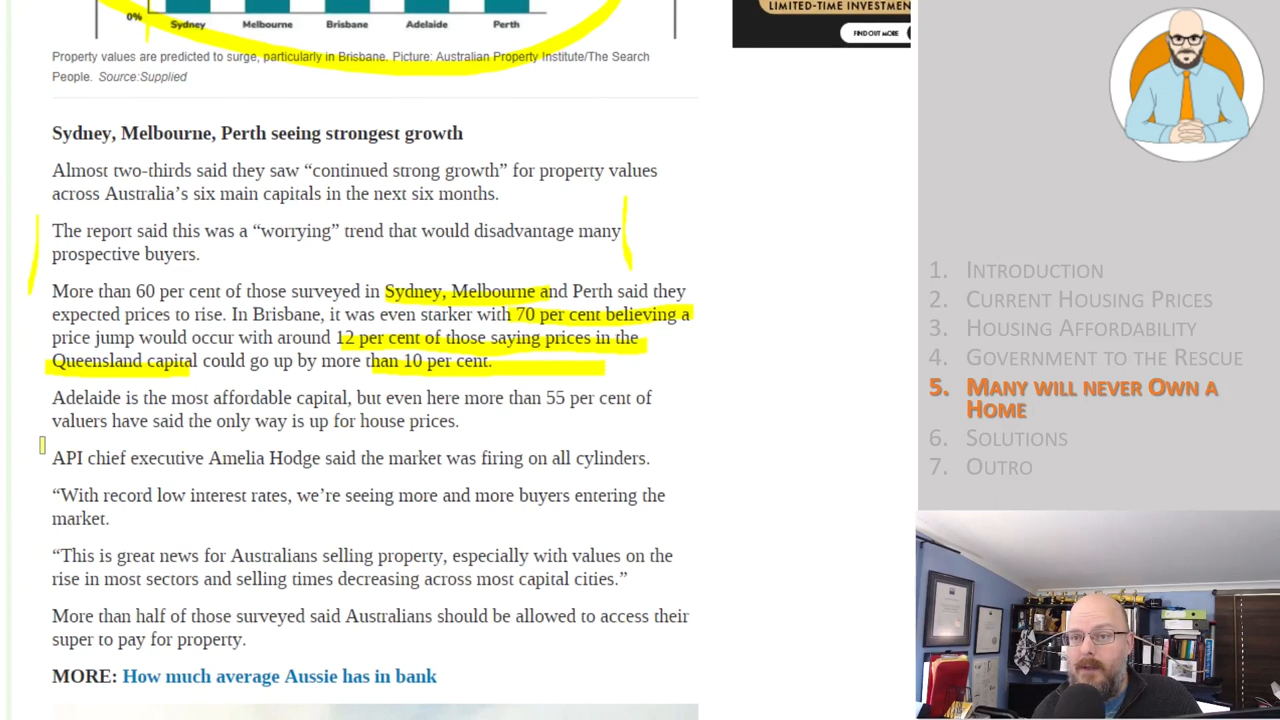 0%
Sydney Melbourne Brisbane Adelaide Perth
Property values are predicted to surge, particularly in Brisbane. Picture: Australian Property Institute/The Search
People. Source:Supplied
Sydney, Melbourne, Perth seeing strongest growth
Almost two-thirds said they saw “continued strong growth” for property values
across Australia’s six main capitals in the next six months.
The report said this was a “worrying” trend that would disadvantage many
prospective buyers.
More than 60 per cent of those surveyed in Sydney, Melbourne and Perth said they
expected prices to rise. In Brisbane, it was even starker with 70 per cent believing a
price jump would occur with around 12 per cent of those saying prices in the
Queensland capital could go up by more than 10 per cent.
Adelaide is the most affordable capital, but even here more than 55 per cent of
valuers have said the only way is up for house prices.
API chief executive Amelia Hodge said the market was firing on all cylinders.
“With record low interest rates, we’re seeing more and more buyers entering the
market.
“This is great news for Australians selling property, especially with values on the
rise in most sectors and selling times decreasing across most capital cities.”
More than half of those surveyed said Australians should be allowed to access their
super to pay for property.
MORE: How much average Aussie has in bank
LIMITED-TIME INVESTMEN
FIND OUT MORE
1. Introduction
2. Current Housing Prices
3. Housing Affordability
4. Government to the Rescue
5. Many will never Own a
Home
6. Solutions
7. Outro